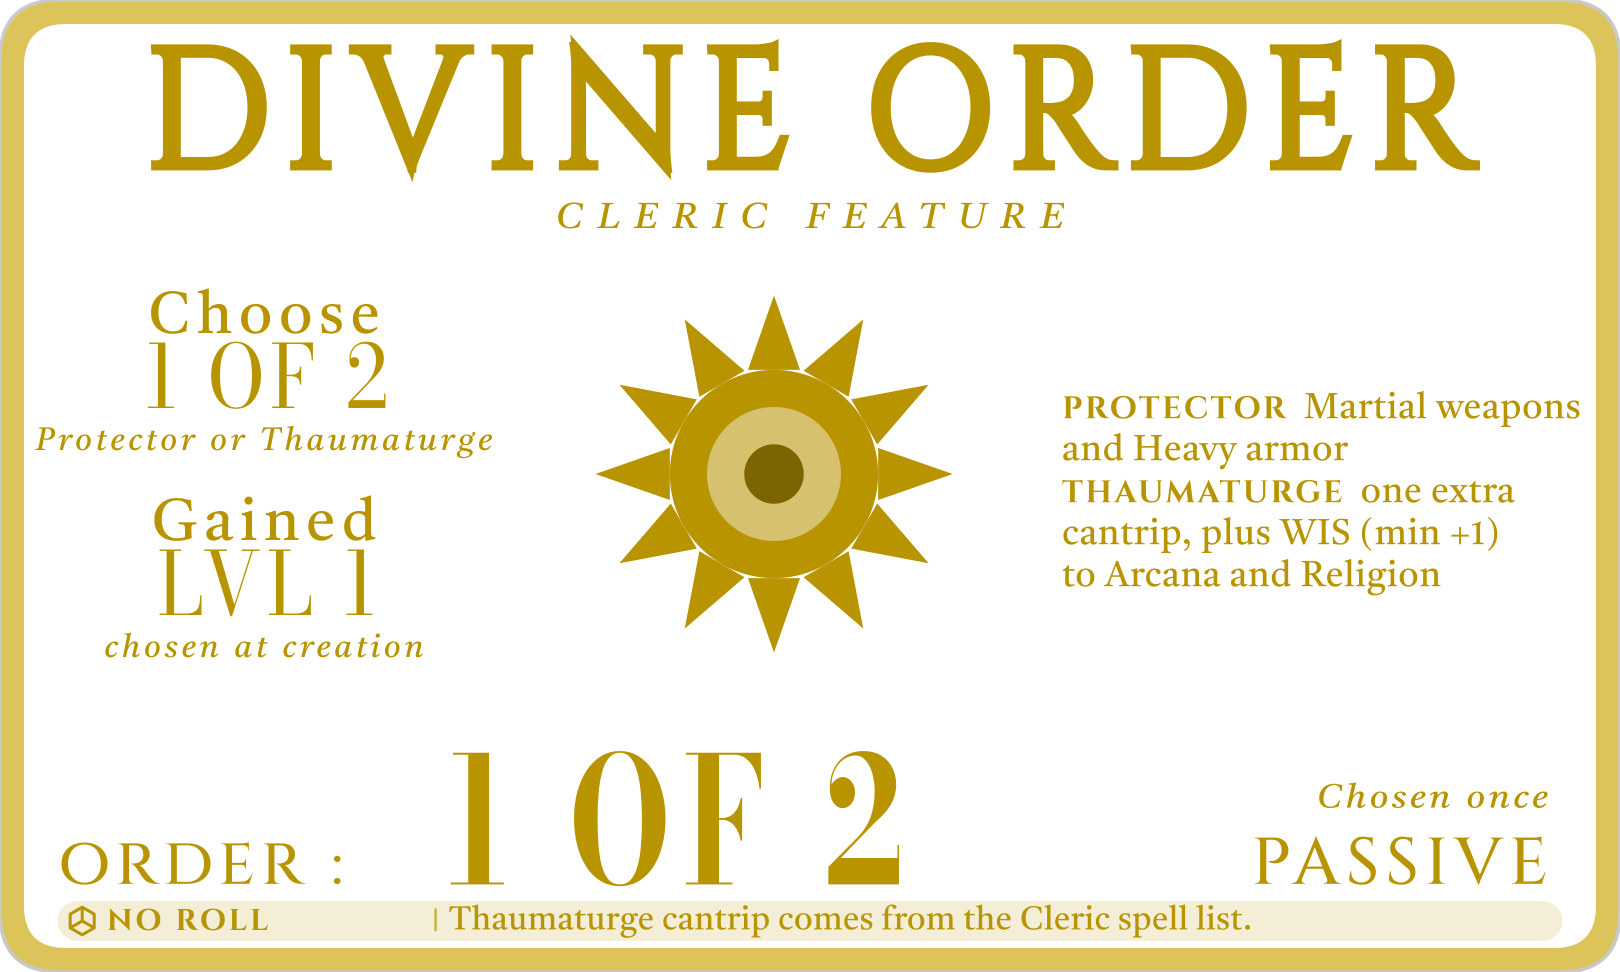 DIVINE ORDER
CLERIC FEATURE
Choose
1 OF 2
Protector or Thaumaturge
Gained
LVL 1
chosen at creation
PROTECTOR Martial weapons
and Heavy armor
THAUMATURGE one extra
cantrip, plus WIS (min +1)
to Arcana and Religion
ORDER : 1 OF 2
Chosen once
PASSIVE
NO ROLL | Thaumaturge cantrip comes from the Cleric spell list.